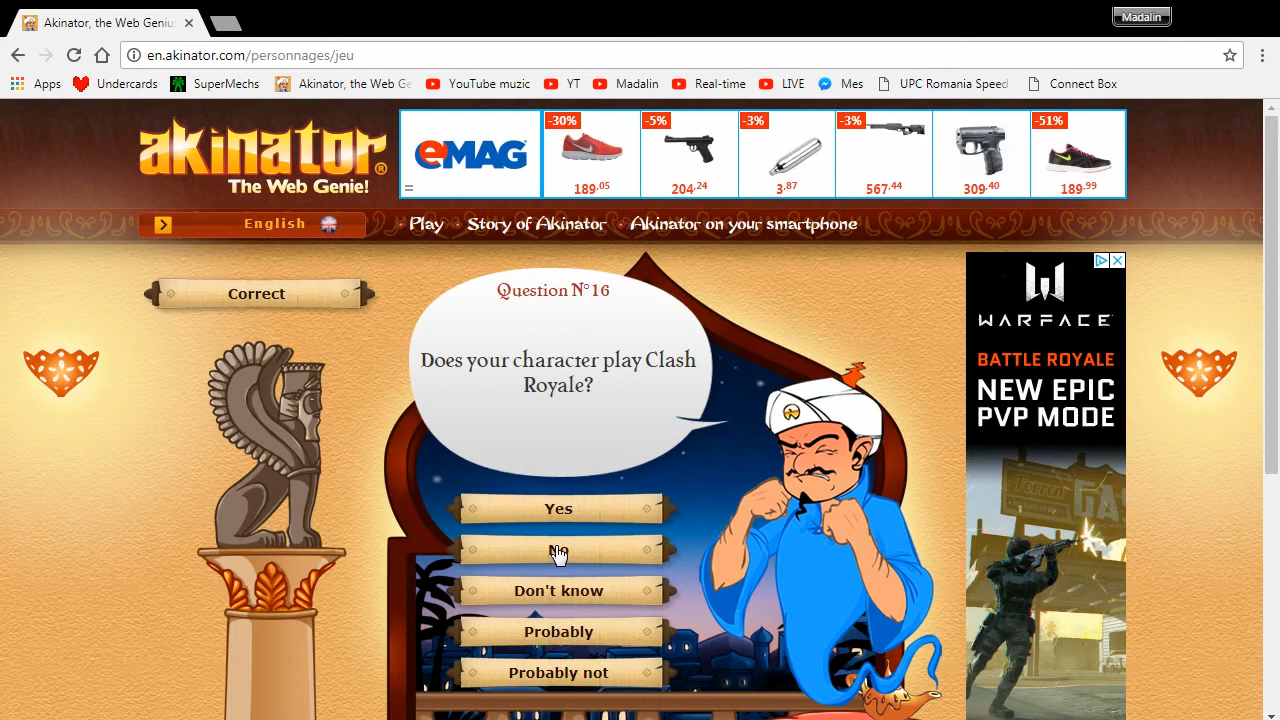 Akinator, the Web Genius
Madalin
en.akinator.com/personnages/jeu
Apps
Undercards
SuperMechs
Akinator, the Web Ge
YouTube muzic
YT
Madalin
Real-time
LIVE
Mes
UPC Romania Speed
Connect Box
akinator®
The Web Genie!
eMAG
-30%
-5%
-3%
-3%
-51%
189.05
204.24
3.87
567.44
309.40
189.99
English
Play
Story of Akinator
Akinator on your smartphone
Correct
Question N°16
Does your character play Clash
Royale?
Yes
No
Don't know
Probably
Probably not
WARFACE
BATTLE ROYALE
NEW EPIC
PVP MODE